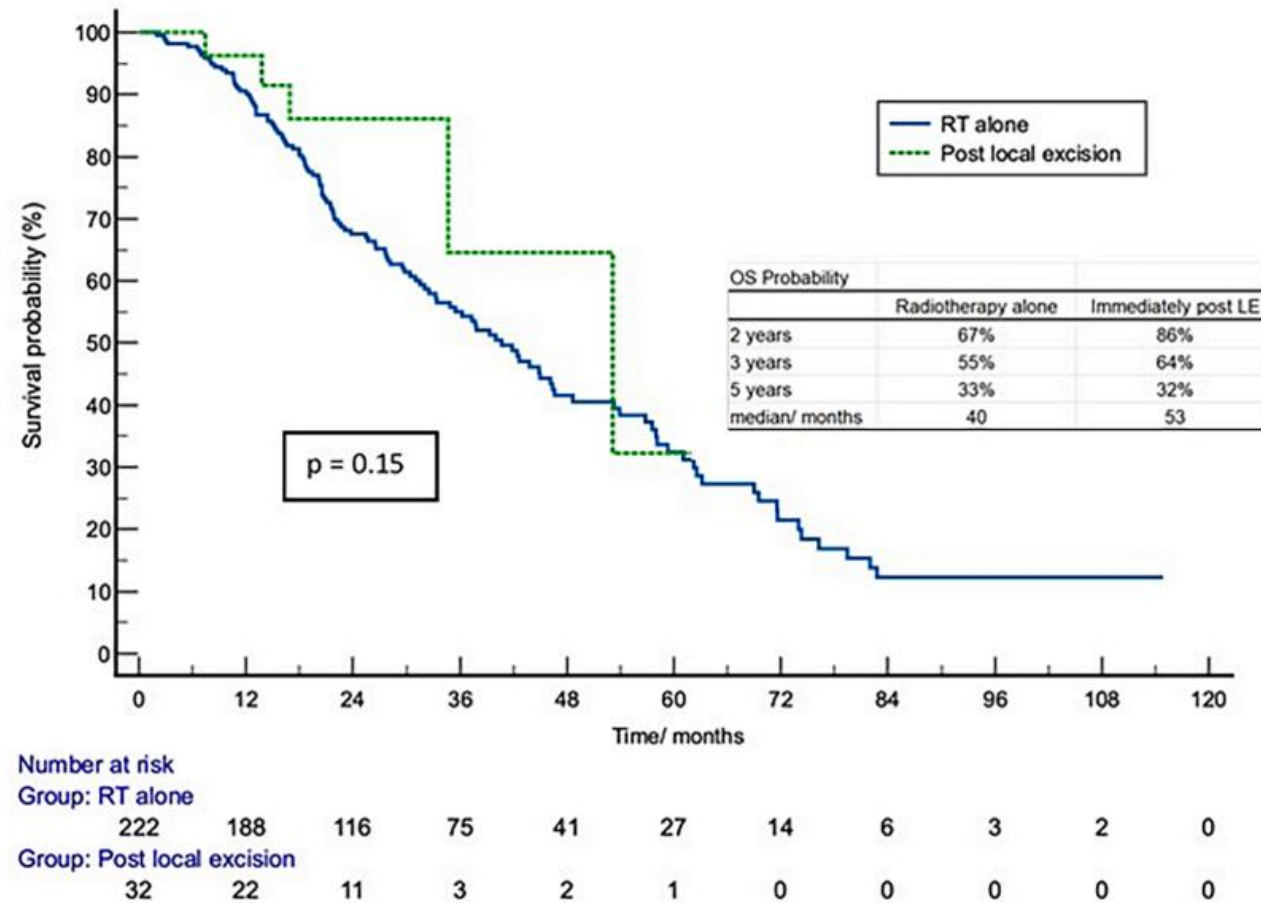 Survival probability (%)
100
90
80
70
60
50
40
30
20
10
0
RT alone
Post local excision
OS Probability
Radiotherapy alone Immediately post LE
2 years 67% 86%
3 years 55% 64%
5 years 33% 32%
median/ months 40 53
p = 0.15
0 12 24 36 48 60 72 84 96 108 120
Time/ months
Number at risk
Group: RT alone
222 188 116 75 41 27 14 6 3 2 0
Group: Post local excision
32 22 11 3 2 1 0 0 0 0 0